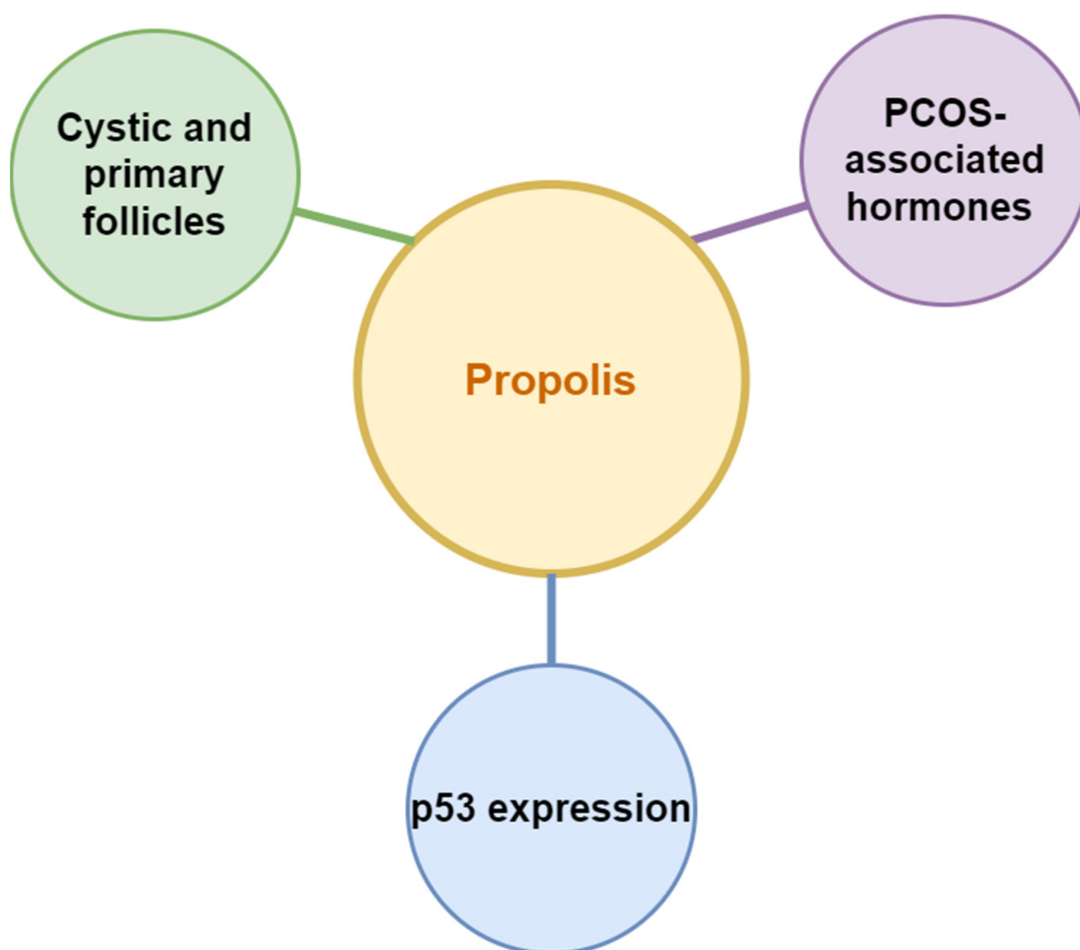 Cystic and
primary
follicles
PCOS-
associated
hormones
Propolis
p53 expression